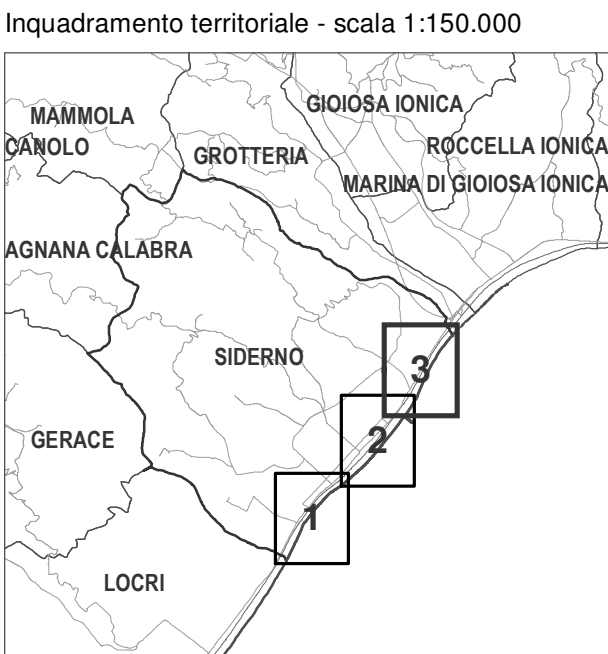 Inquadramento territoriale - scala 1:150.000
GIOIOSA IONICA
MAMMOLA
CANOLO
GROTTERIA
ROCCELLA IONICA
MARINA DI GIOIOSA IONICA
AGNANA CALABRA
SIDERNO
3
GERACE
2
1
LOCRI